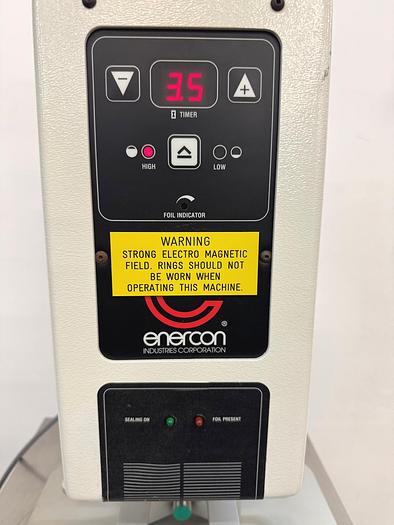 − 3.5 +
TIMER
HIGH LOW
FOIL INDICATOR
WARNING
STRONG ELECTRO MAGNETIC
FIELD. RINGS SHOULD NOT
BE WORN WHEN
OPERATING THIS MACHINE.
enercon®
INDUSTRIES CORPORATION
SEALING ON FOIL PRESENT